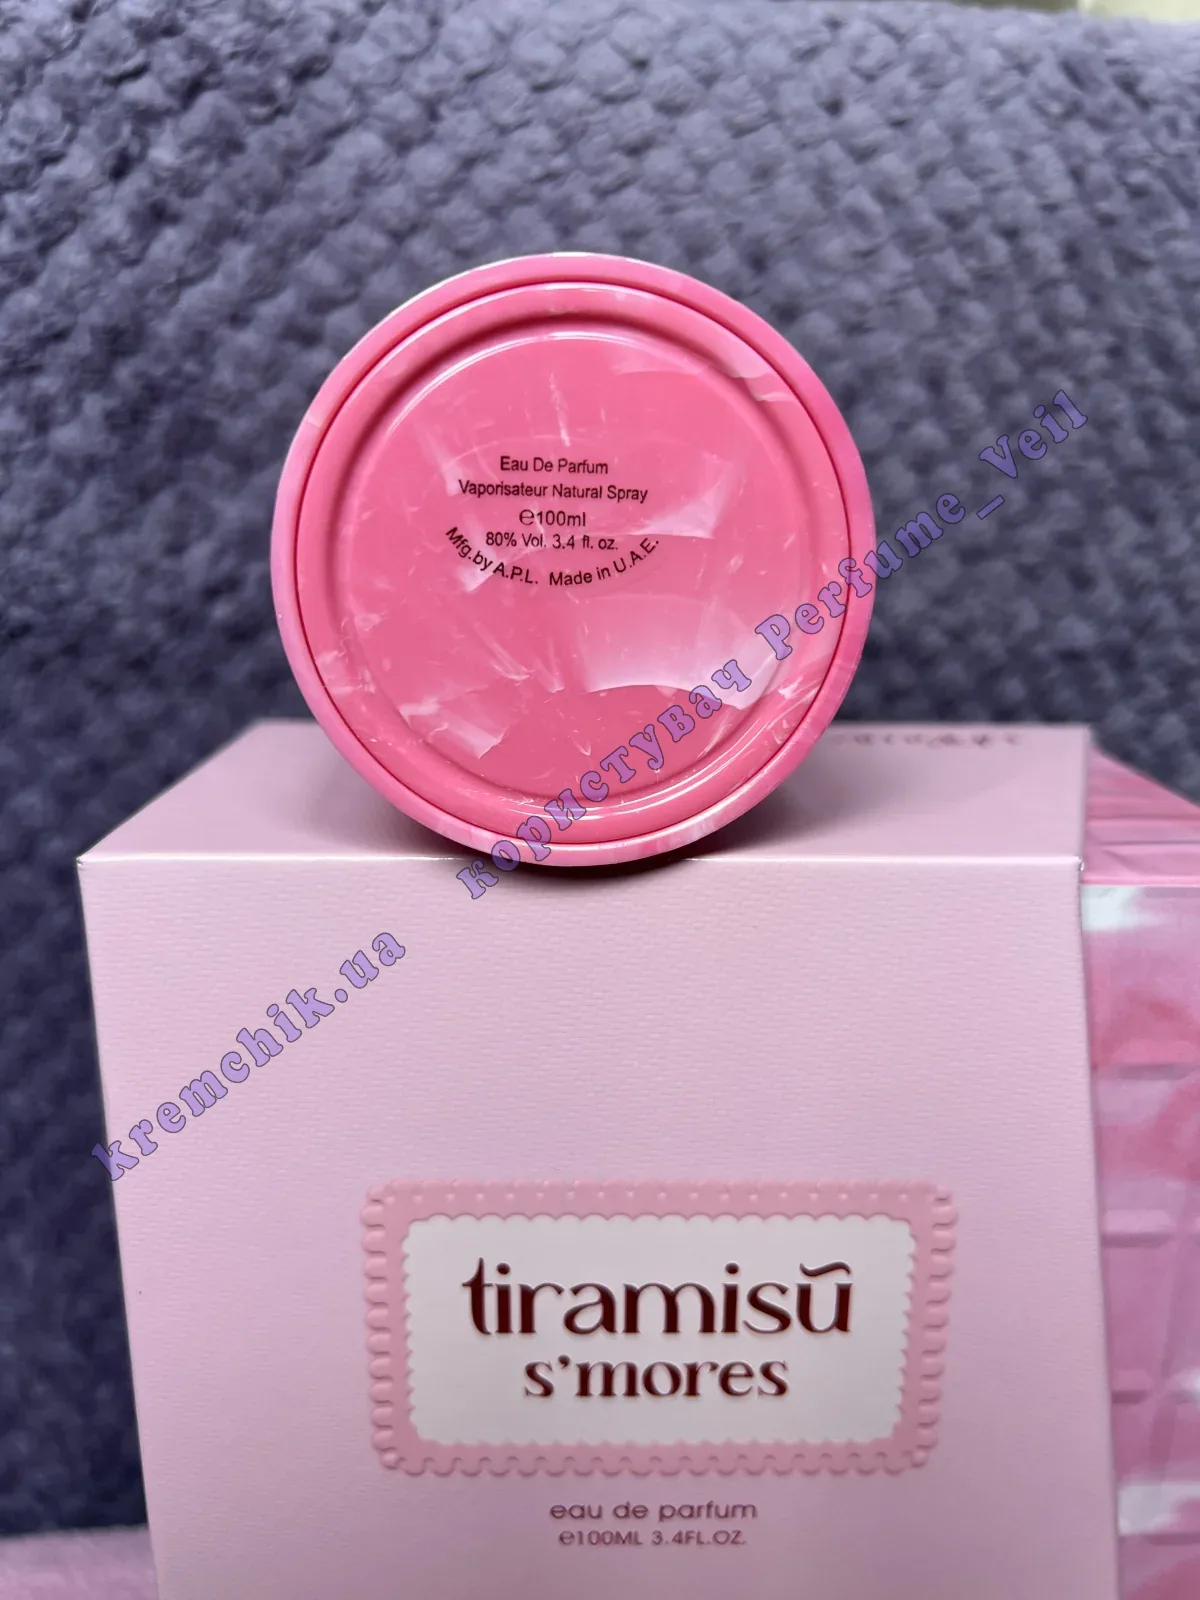 Eau De Parfum
Vaporisateur Natural Spray
℮100ml
80% Vol. 3.4 fl. oz.
Mfg.by A.P.L. Made in U.A.E.
користувач Perfume_Veil
kremchik.ua
tiramisũ
s'mores
eau de parfum
℮100ML 3.4FL.OZ.